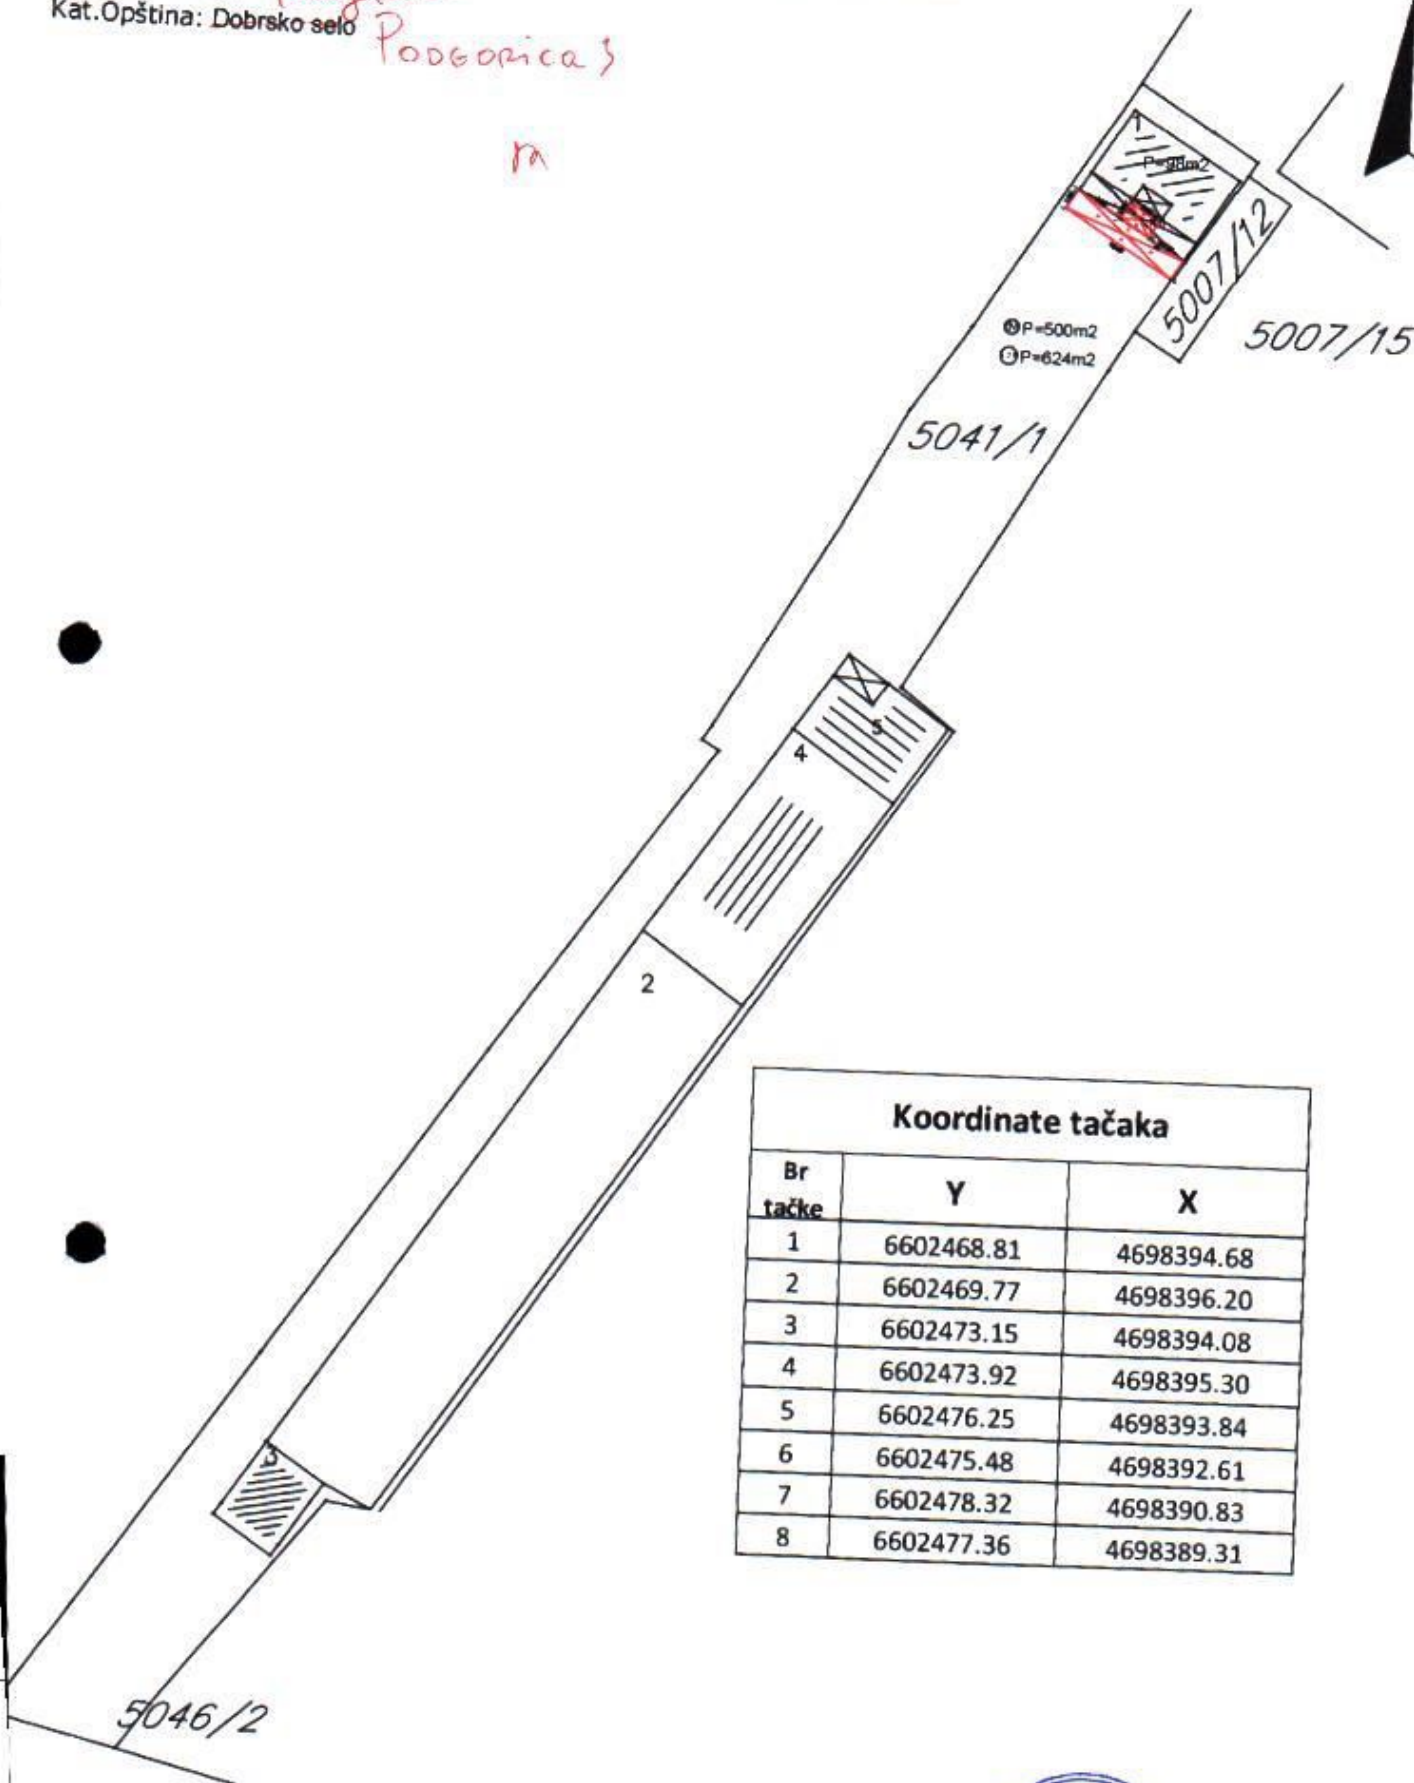 Kat.Opština: Dobrsko selo
PODGORICA 3
1
P=98m2
5007/12
P=500m2
P=624m2
5007/15
5041/1
5
4
2
Koordinate tačaka
Br tačke Y X
1 6602468.81 4698394.68
2 6602469.77 4698396.20
3 6602473.15 4698394.08
4 6602473.92 4698395.30
5 6602476.25 4698393.84
6 6602475.48 4698392.61
7 6602478.32 4698390.83
8 6602477.36 4698389.31
3
5046/2